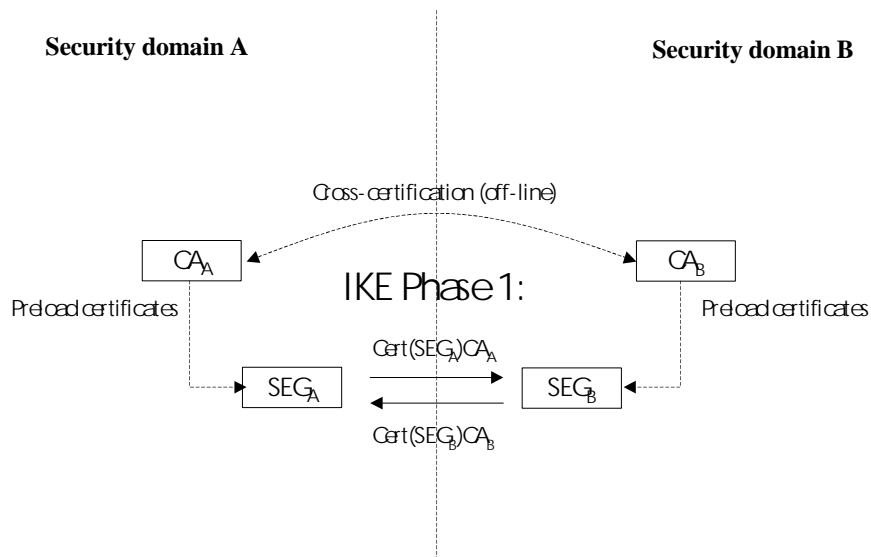 Security domain A
Security domain B
Cross-certification (off-line)
CA_A
CA_B
IKE Phase 1:
Preload certificates
Preload certificates
Cert(SEG_A)CA_A
SEG_A
SEG_B
Cert(SEG_B)CA_B